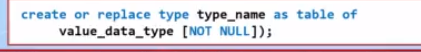 create or replace type type_name as table of
value_data_type [NOT NULL]);